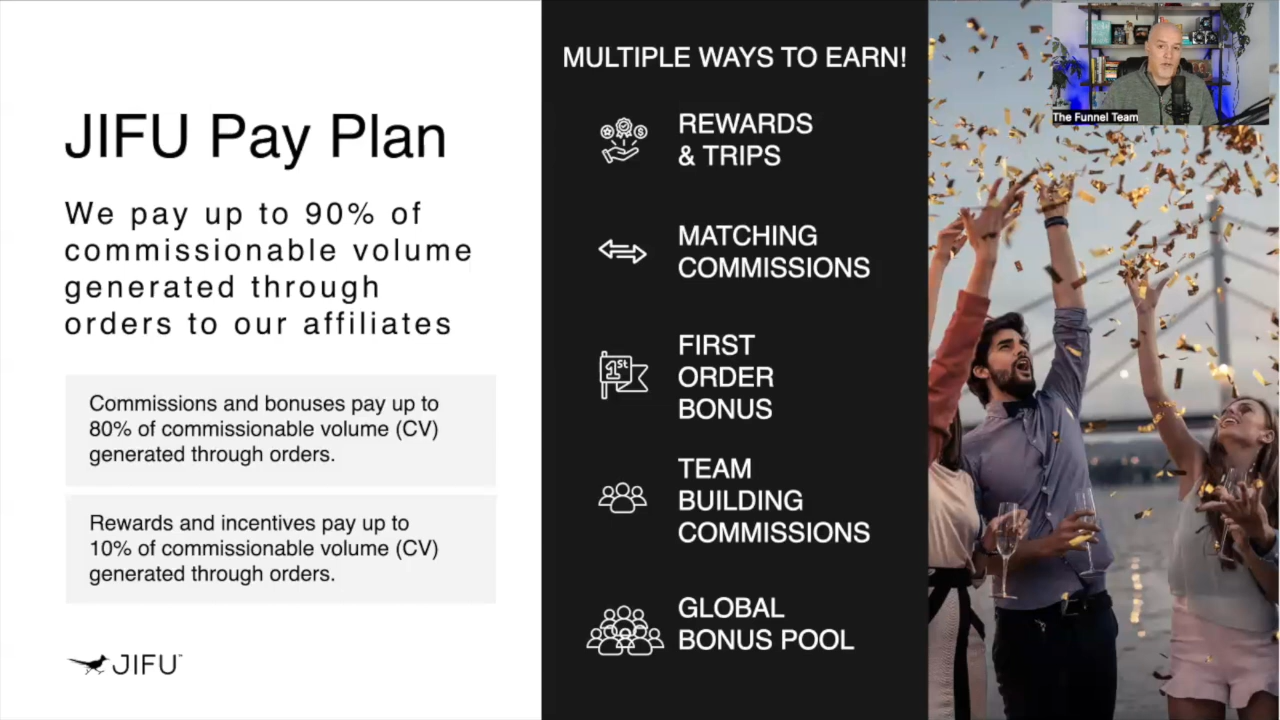 JIFU Pay Plan
We pay up to 90% of
commissionable volume
generated through
orders to our affiliates
Commissions and bonuses pay up to
80% of commissionable volume (CV)
generated through orders.
Rewards and incentives pay up to
10% of commissionable volume (CV)
generated through orders.
JIFU
MULTIPLE WAYS TO EARN!
REWARDS
& TRIPS
MATCHING
COMMISSIONS
1st
FIRST
ORDER
BONUS
TEAM
BUILDING
COMMISSIONS
GLOBAL
BONUS POOL
The Funnel Team